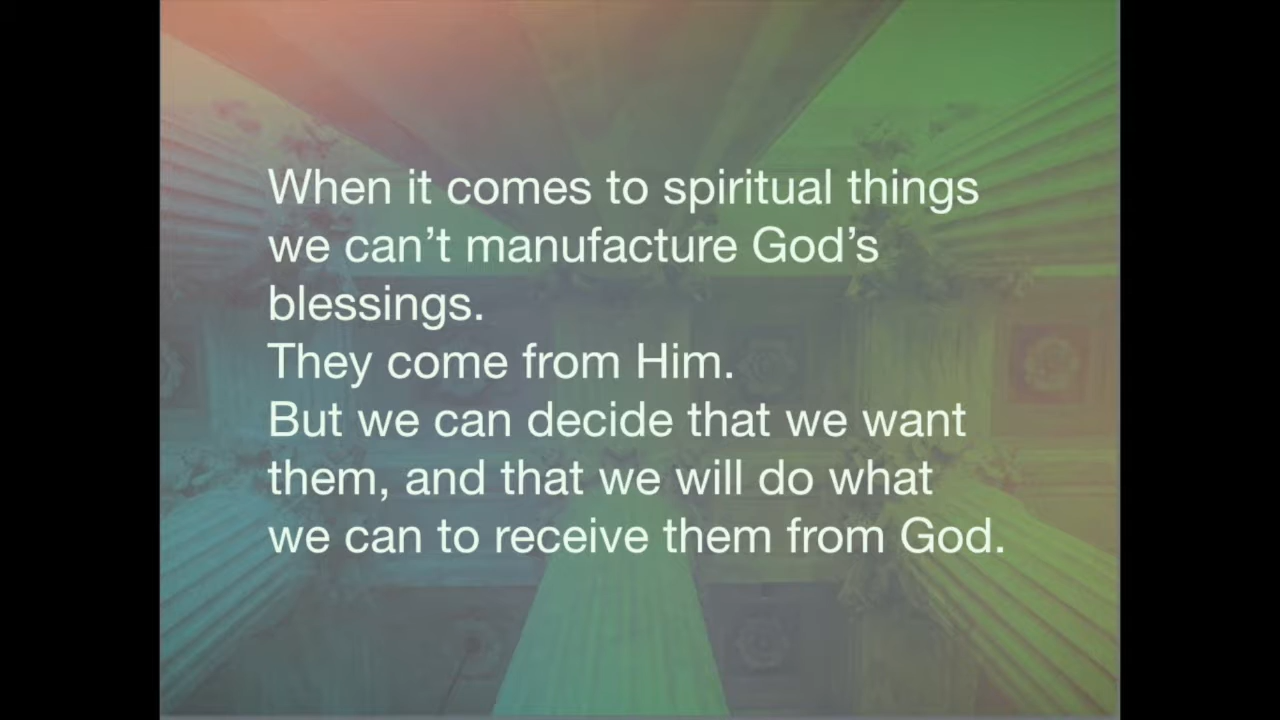 When it comes to spiritual things
we can’t manufacture God’s
blessings.
They come from Him.
But we can decide that we want
them, and that we will do what
we can to receive them from God.